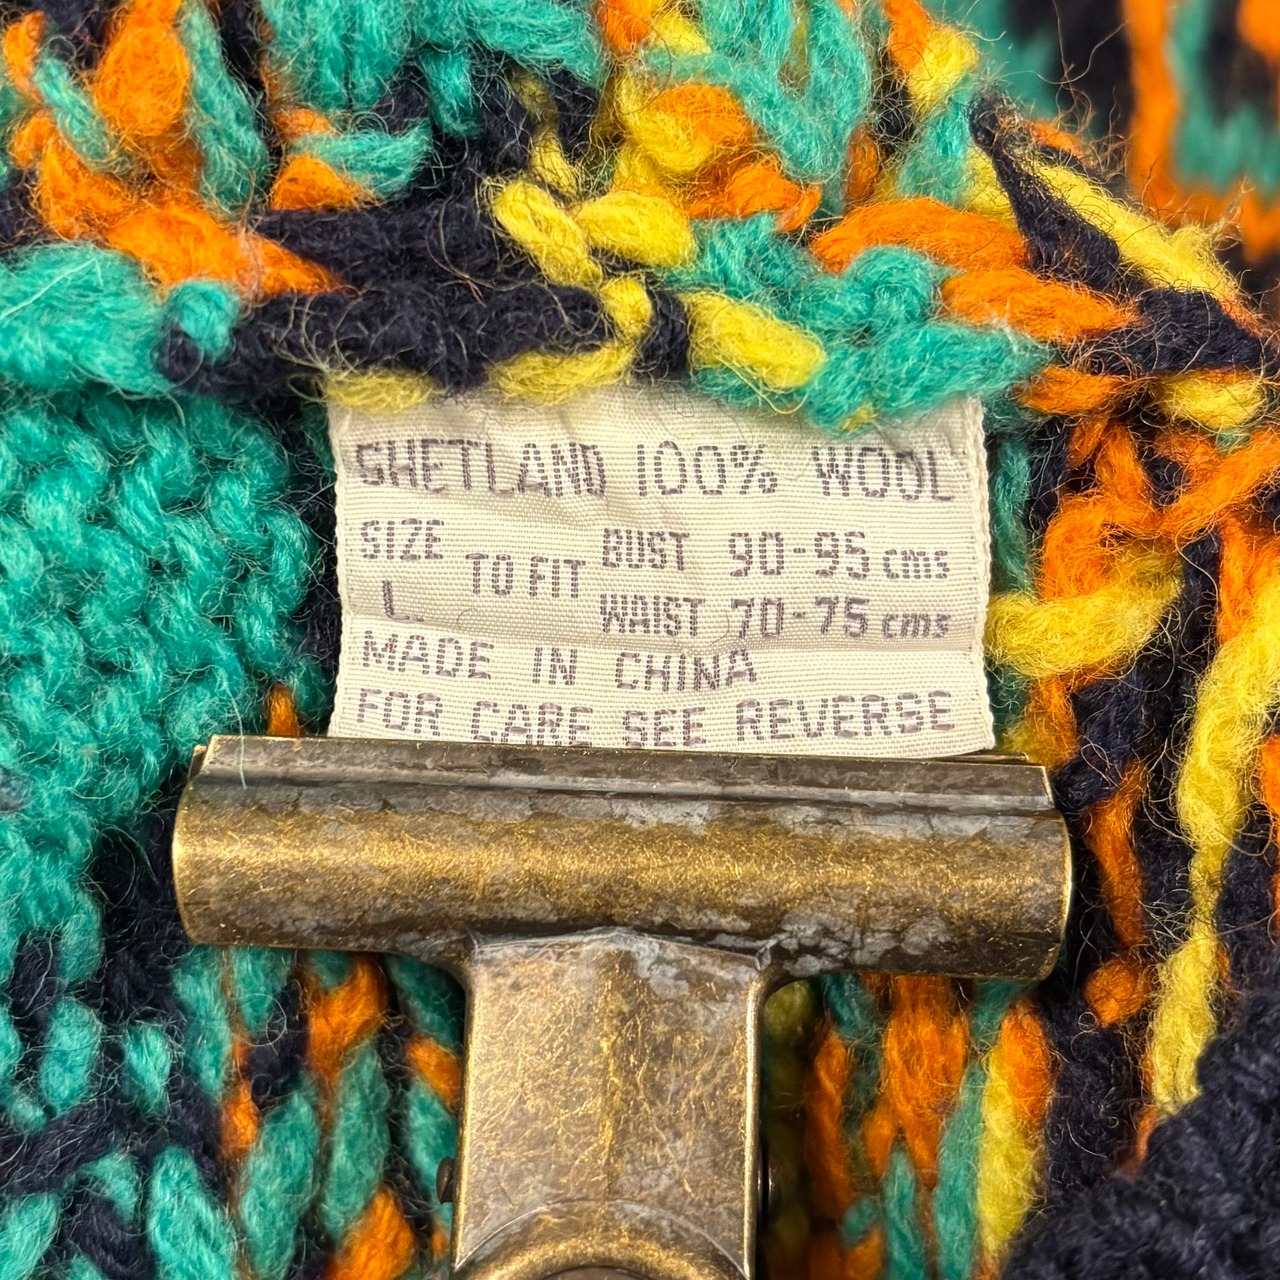 SHETLAND 100% WOOL
SIZE L. TO FIT BUST 90-95 cms
WAIST 70-75 cms
MADE IN CHINA
FOR CARE SEE REVERSE